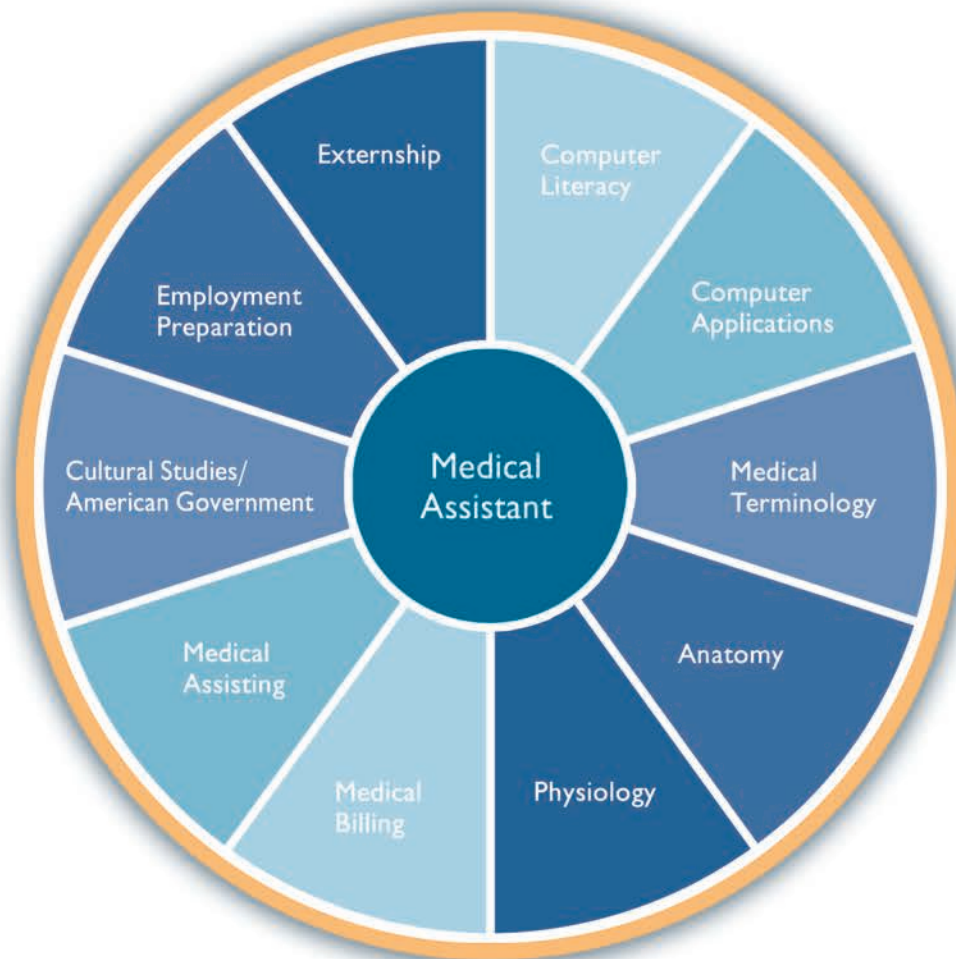 Externship
Computer
Literacy
Computer
Applications
Medical
Terminology
Anatomy
Physiology
Medical
Billing
Medical
Assisting
Cultural Studies/
American Government
Employment
Preparation
Medical
Assistant